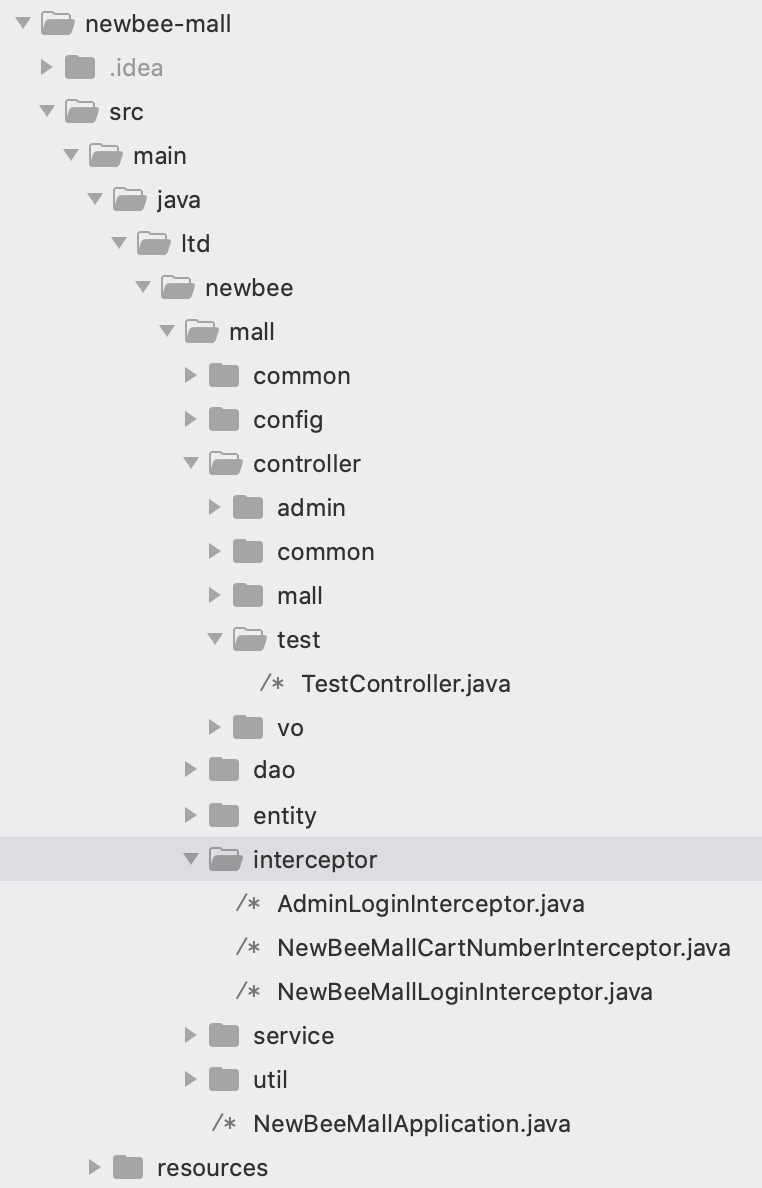 newbee-mall
.idea
src
main
java
ltd
newbee
mall
common
config
controller
admin
common
mall
test
/* TestController.java
vo
dao
entity
interceptor
/* AdminLoginInterceptor.java
/* NewBeeMallCartNumberInterceptor.java
/* NewBeeMallLoginInterceptor.java
service
util
/* NewBeeMallApplication.java
resources